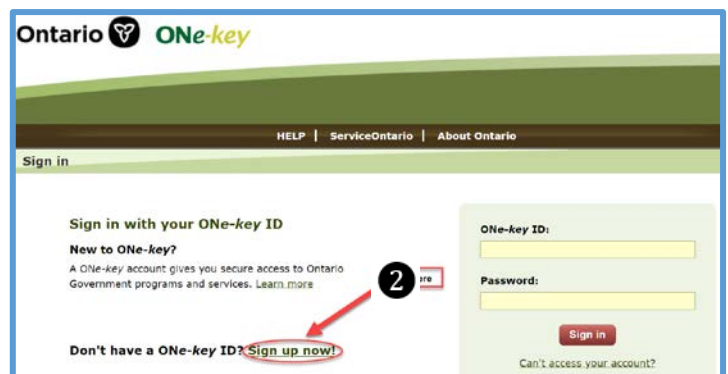 Ontario ONe-key
HELP | ServiceOntario | About Ontario
Sign in
Sign in with your ONe-key ID
New to ONe-key?
A ONe-key account gives you secure access to Ontario
Government programs and services. Learn more
2
Don't have a ONe-key ID? Sign up now!
ONe-key ID:
Password:
Sign in
Can't access your account?